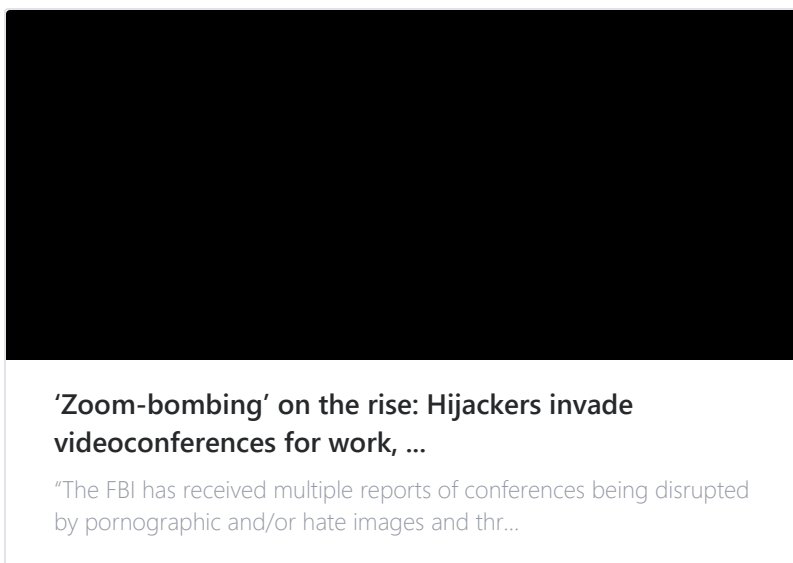 ‘Zoom-bombing’ on the rise: Hijackers invade
videoconferences for work, ...
“The FBI has received multiple reports of conferences being disrupted
by pornographic and/or hate images and thr...